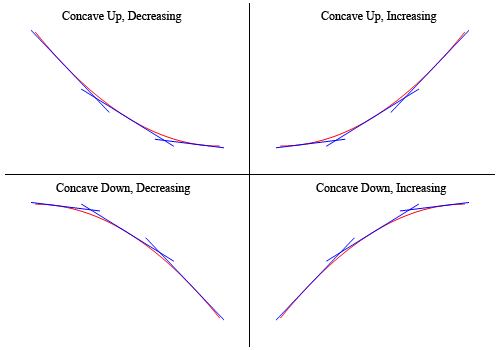 Concave Up, Decreasing
Concave Up, Increasing
Concave Down, Decreasing
Concave Down, Increasing